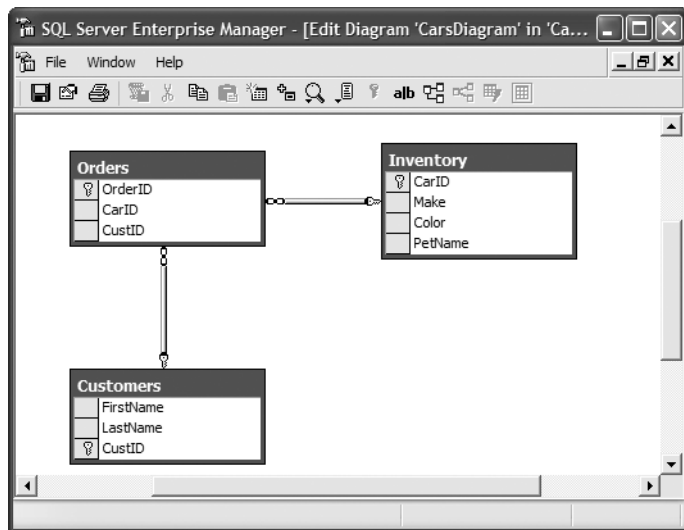 SQL Server Enterprise Manager - [Edit Diagram 'CarsDiagram' in 'Ca...
File Window Help
a|b
Orders
OrderID
CarID
CustID
Inventory
CarID
Make
Color
PetName
Customers
FirstName
LastName
CustID